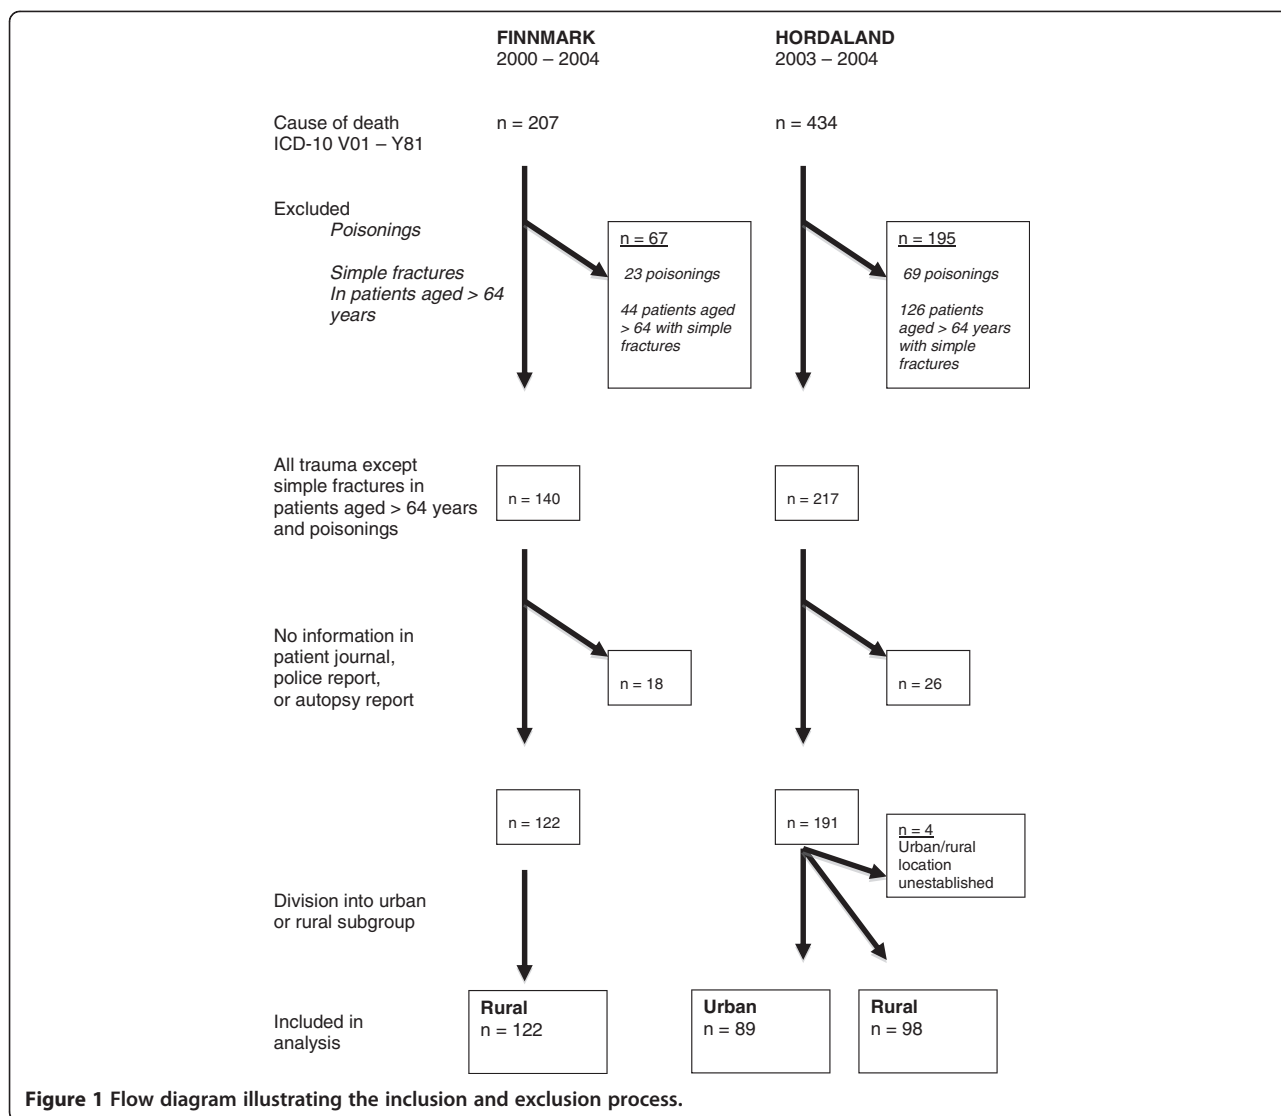 FINNMARK
2000 – 2004
HORDALAND
2003 – 2004
Cause of death
ICD-10 V01 – Y81
n = 207
n = 434
Excluded
Poisonings
Simple fractures
In patients aged > 64
years
n = 67
23 poisonings
44 patients aged
> 64 with simple
fractures
n = 195
69 poisonings
126 patients
aged > 64 years
with simple
fractures
All trauma except
simple fractures in
patients aged > 64 years
and poisonings
n = 140
n = 217
No information in
patient journal,
police report,
or autopsy report
n = 18
n = 26
n = 122
n = 191
n = 4
Urban/rural
location
unestablished
Division into urban
or rural subgroup
Included in
analysis
Rural
n = 122
Urban
n = 89
Rural
n = 98
Figure 1 Flow diagram illustrating the inclusion and exclusion process.